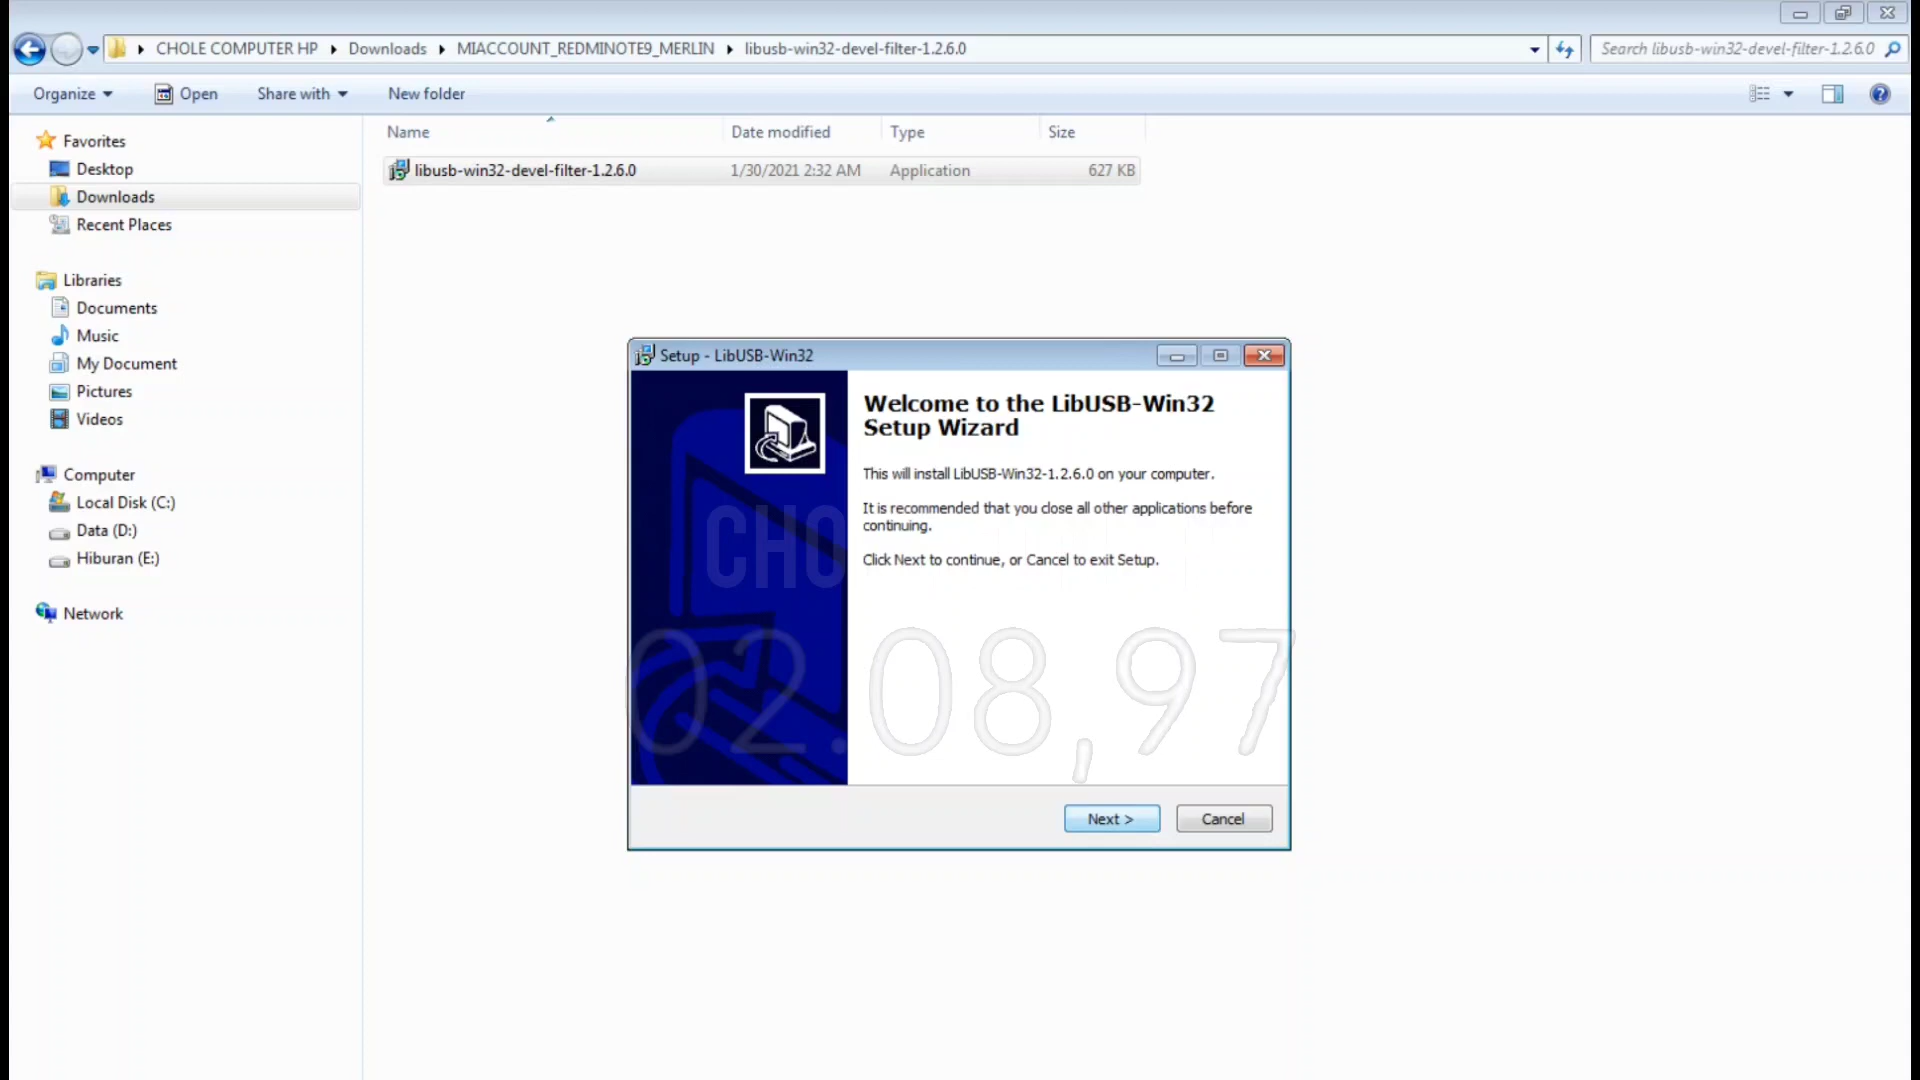 CHOLE COMPUTER HP Downloads MIACCOUNT_REDMINOTE9_MERLIN libusb-win32-devel-filter-1.2.6.0
Search libusb-win32-devel-filter-1.2.6.0
Organize Open Share with New folder
Name Date modified Type Size
libusb-win32-devel-filter-1.2.6.0 1/30/2021 2:32 AM Application 627 KB
Favorites
Desktop
Downloads
Recent Places
Libraries
Documents
Music
My Document
Pictures
Videos
Computer
Local Disk (C:)
Data (D:)
Hiburan (E:)
Network
Setup - LibUSB-Win32
Welcome to the LibUSB-Win32
Setup Wizard
This will install LibUSB-Win32-1.2.6.0 on your computer.
It is recommended that you close all other applications before
continuing.
Click Next to continue, or Cancel to exit Setup.
02.08,97
Next >
Cancel